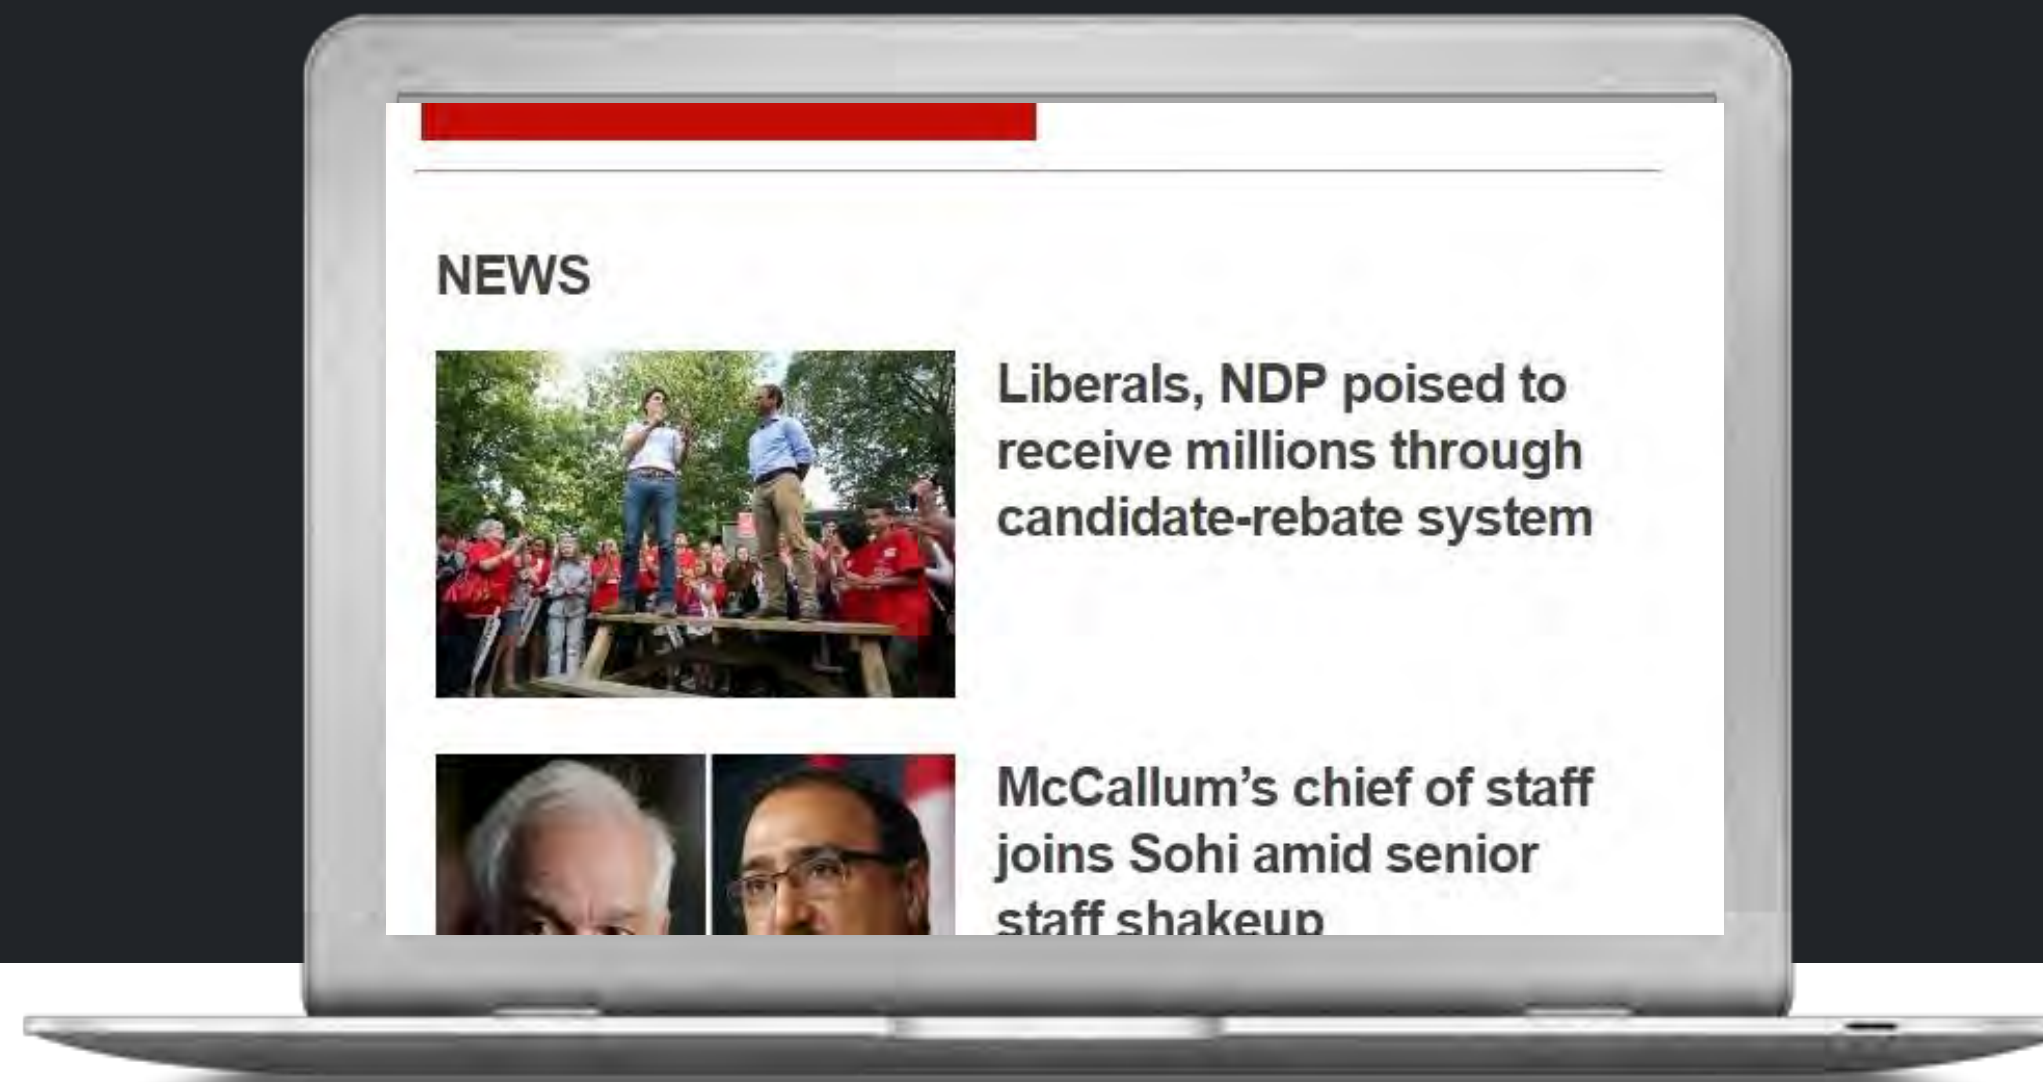 NEWS
Liberals, NDP poised to
receive millions through
candidate-rebate system
McCallum's chief of staff
joins Sohi amid senior
staff shakeup